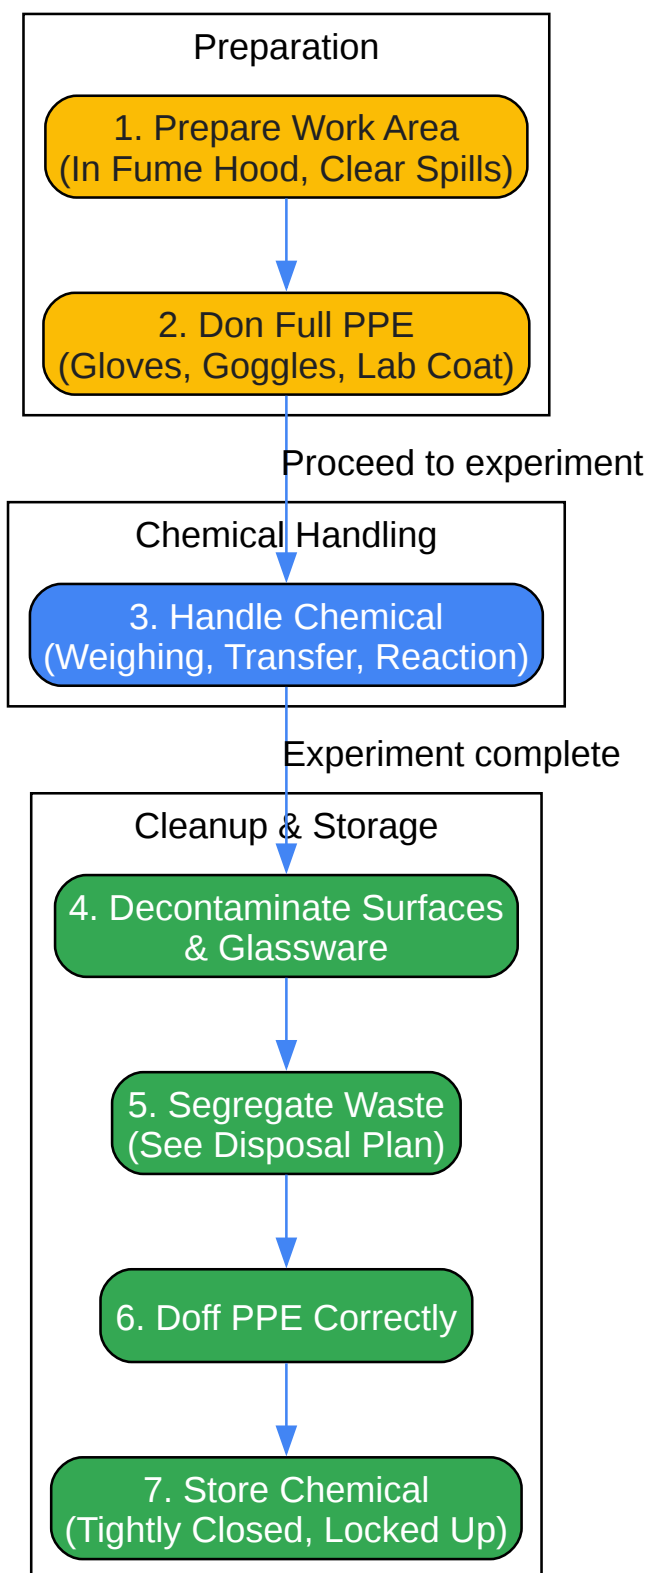 Preparation
1. Prepare Work Area
(In Fume Hood, Clear Spills)
2. Don Full PPE
(Gloves, Goggles, Lab Coat)
Proceed to experiment
Chemical Handling
3. Handle Chemical
(Weighing, Transfer, Reaction)
Experiment complete
Cleanup & Storage
4. Decontaminate Surfaces
& Glassware
5. Segregate Waste
(See Disposal Plan)
6. Doff PPE Correctly
7. Store Chemical
(Tightly Closed, Locked Up)